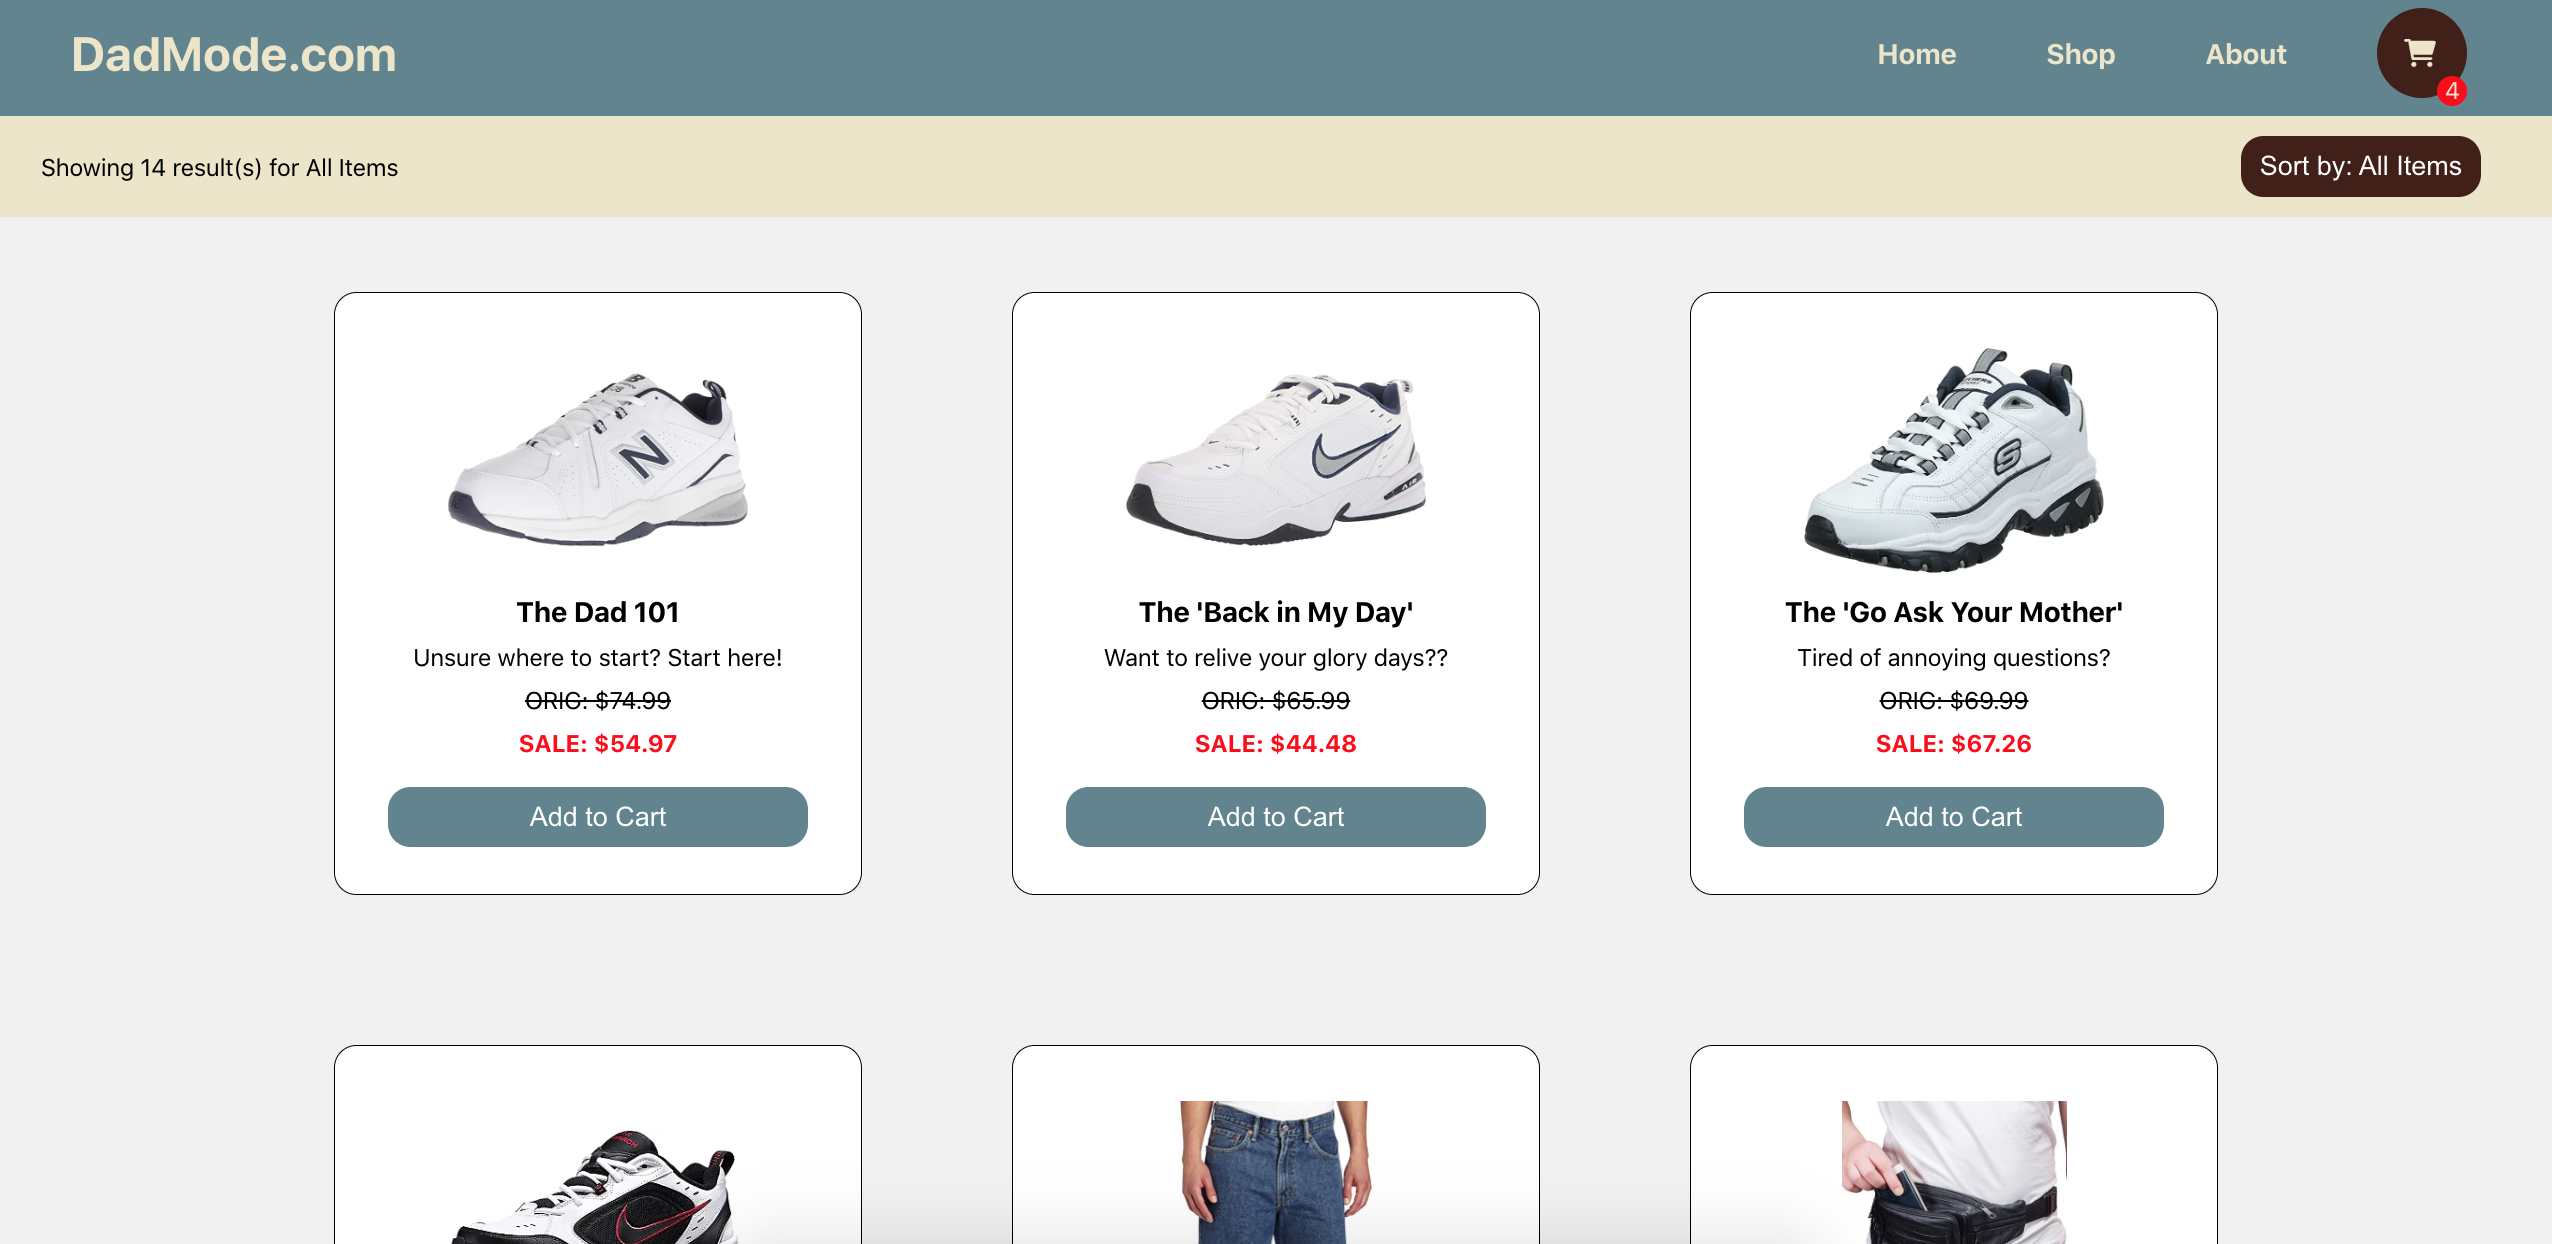 DadMode.com
Home
Shop
About
4
Showing 14 result(s) for All Items
Sort by: All Items
N
S
The Dad 101
Unsure where to start? Start here!
ORIG: $74.99
SALE: $54.97
Add to Cart
The 'Back in My Day'
Want to relive your glory days??
ORIG: $65.99
SALE: $44.48
Add to Cart
The 'Go Ask Your Mother'
Tired of annoying questions?
ORIG: $69.99
SALE: $67.26
Add to Cart